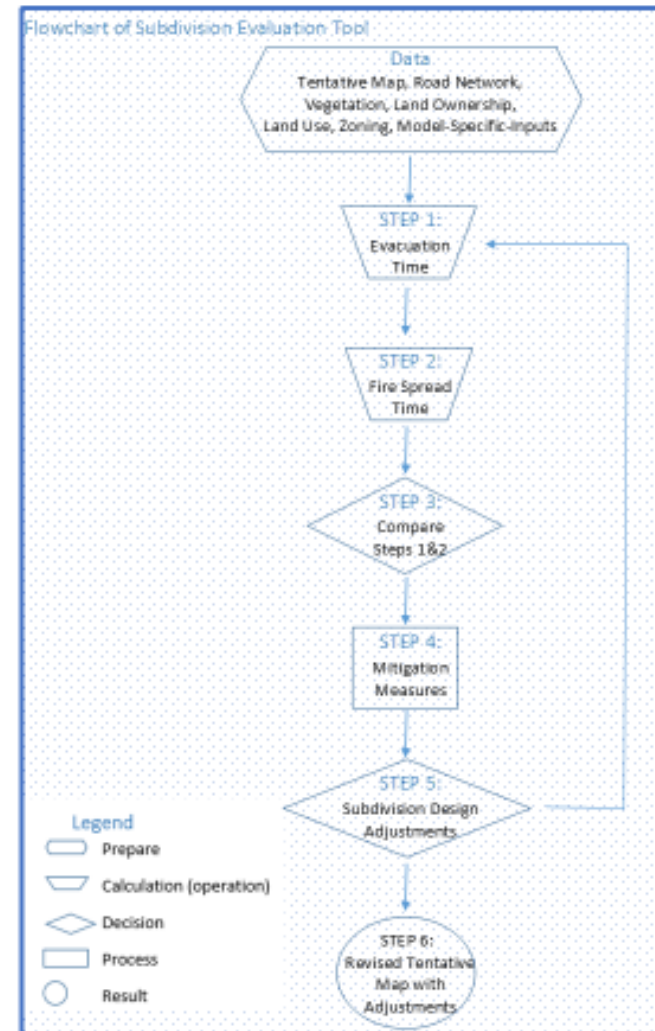 Flowchart of Subdivision Evaluation Tool
Data
Tentative Map, Road Network,
Vegetation, Land Ownership,
Land Use, Zoning, Model-Specific-Inputs
STEP 1:
Evacuation
Time
STEP 2:
Fire Spread
Time
STEP 3:
Compare
Steps 1&2
STEP 4:
Mitigation
Measures
STEP 5:
Subdivision Design
Adjustments
STEP 6:
Revised Tentative
Map with
Adjustments
Legend
Prepare
Calculation (operation)
Decision
Process
Result